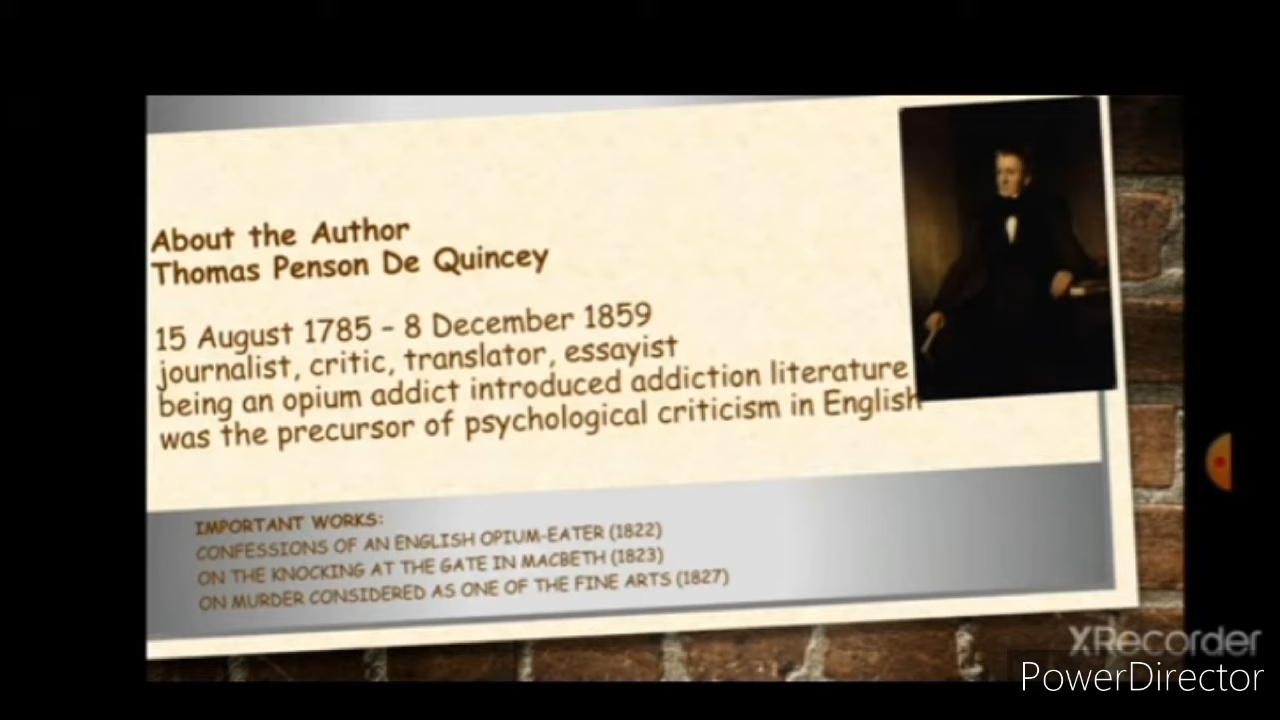 About the Author
Thomas Penson De Quincey
15 August 1785 - 8 December 1859
journalist, critic, translator, essayist
being an opium addict introduced addiction literature
was the precursor of psychological criticism in English
IMPORTANT WORKS:
CONFESSIONS OF AN ENGLISH OPIUM-EATER (1822)
ON THE KNOCKING AT THE GATE IN MACBETH (1823)
ON MURDER CONSIDERED AS ONE OF THE FINE ARTS (1827)
XRecorder
PowerDirector